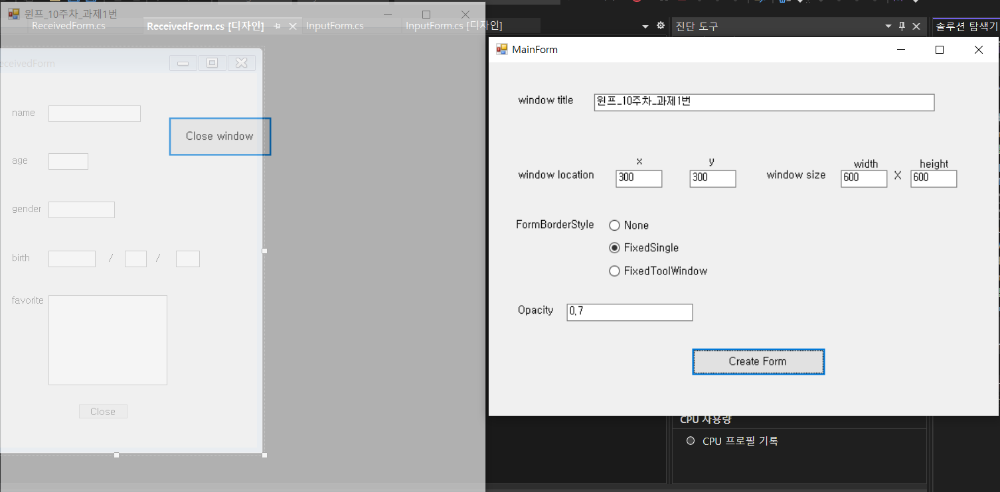 윈프_10주차_과제1번
ReceivedForm.cs
ReceivedForm.cs [디자인]
InputForm.cs
InputForm.cs [디자인]
진단 도구
솔루션 탐색기
eceivedForm
name
age
gender
birth / /
favorite
Close
Close window
MainForm
window title 윈프_10주차_과제1번
x y width height
window location 300 300 window size 600 X 600
FormBorderStyle None
FixedSingle
FixedToolWindow
Opacity 0.7
Create Form
CPU 사용량
CPU 프로필 기록